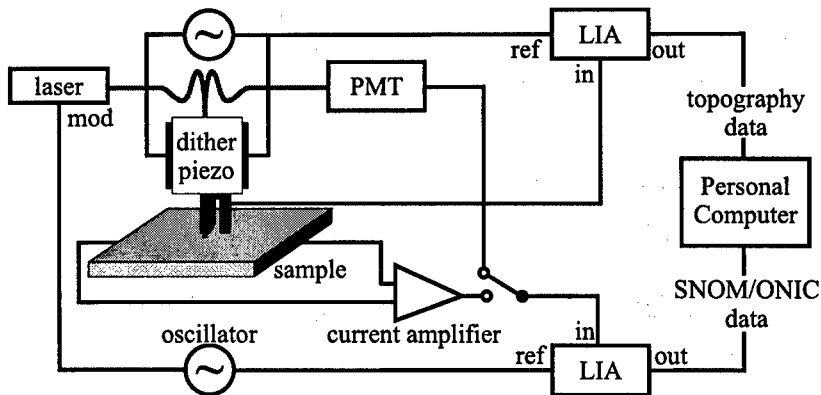 ref
LIA
out
in
laser
mod
PMT
dither
piezo
topography
data
Personal
Computer
sample
SNOM/ONIC
data
oscillator
current amplifier
in
ref
LIA
out